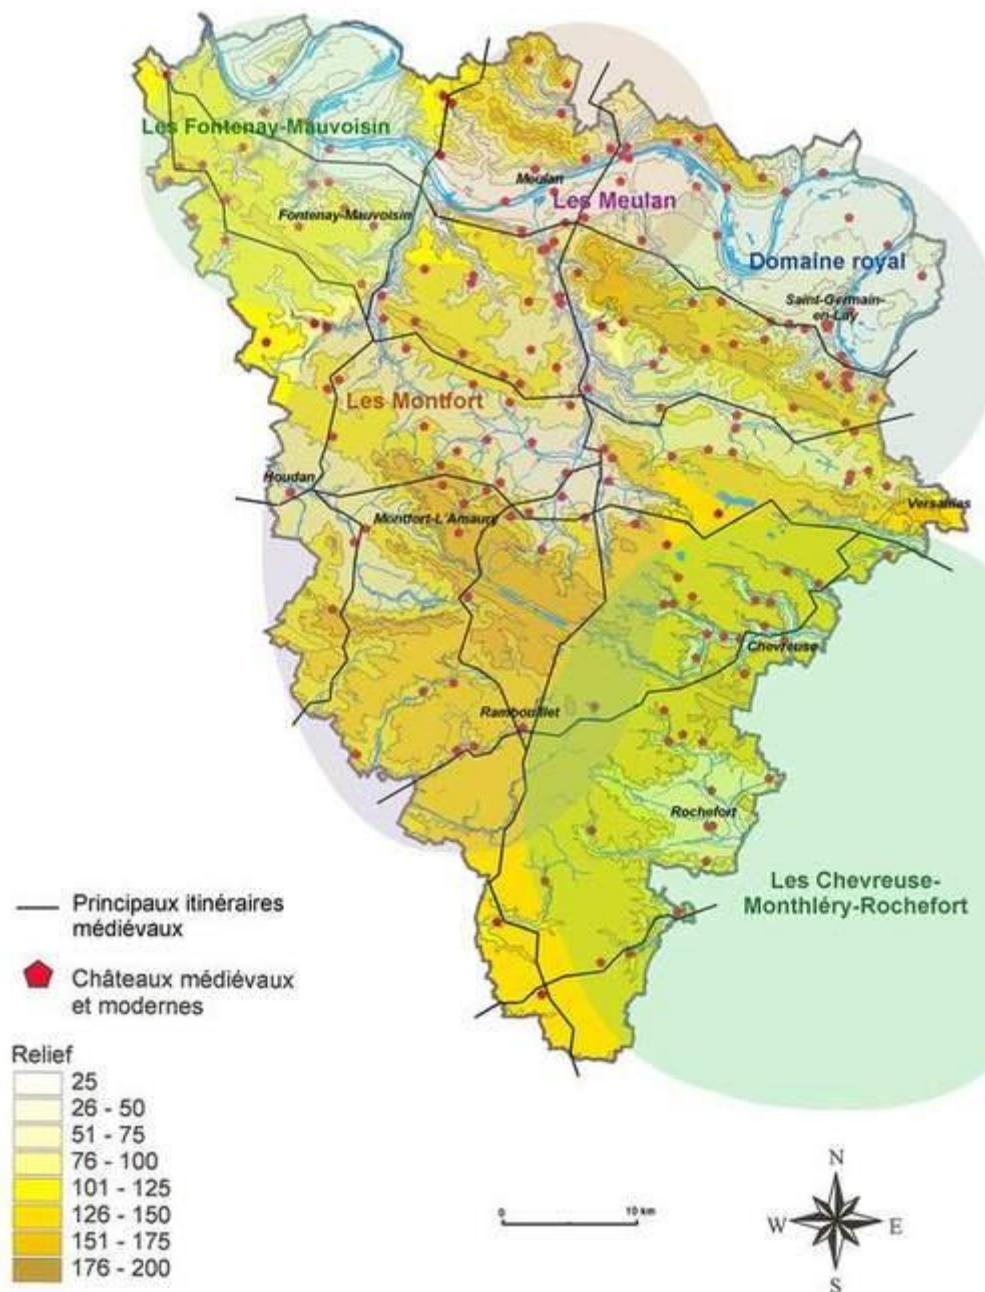 Les Fontenay-Mauvoisin
Meulan
Les Meulan
Fontenay-Mauvoisin
Domaine royal
Saint-Germain-
en-Lay
Les Montfort
Houdan
Montfort-L'Amaury
Versailles
Chevreuse
Rambouillet
Rochefort
Les Chevreuse-
Monthléry-Rochefort
Principaux itinéraires
médiévaux
Châteaux médiévaux
et modernes
Relief
25
26 - 50
51 - 75
76 - 100
101 - 125
126 - 150
151 - 175
176 - 200
0 10 km
N
W E
S